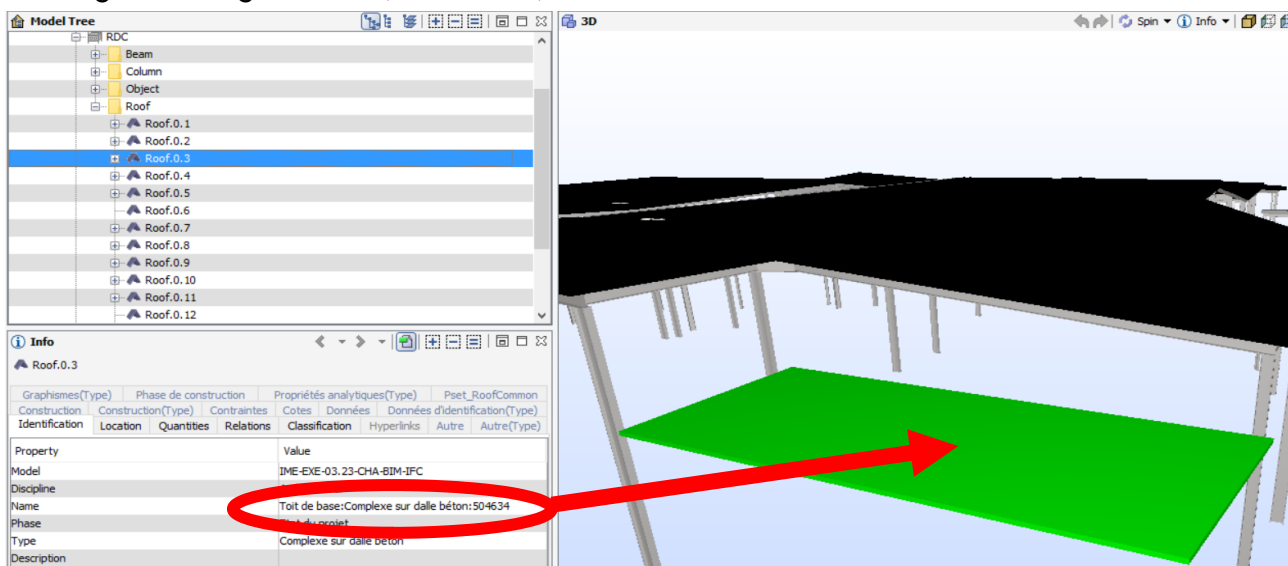 Model Tree
RDC
Beam
Column
Object
Roof
Roof.0.1
Roof.0.2
Roof.0.3
Roof.0.4
Roof.0.5
Roof.0.6
Roof.0.7
Roof.0.8
Roof.0.9
Roof.0.10
Roof.0.11
Roof.0.12
Info
Roof.0.3
Graphismes(Type) Phase de construction Propriétés analytiques(Type) Pset_RoofCommon
Construction Construction(Type) Contraintes Cotes Données Données d'identification(Type)
Identification Location Quantities Relations Classification Hyperlinks Autre Autre(Type)
Property Value
Model IME-EXE-03.23-CHA-BIM-IFC
Discipline
Name Toit de base:Complexe sur dalle béton:504634
Phase du projet
Type Complexe sur dalle béton
Description
3D
Spin Info